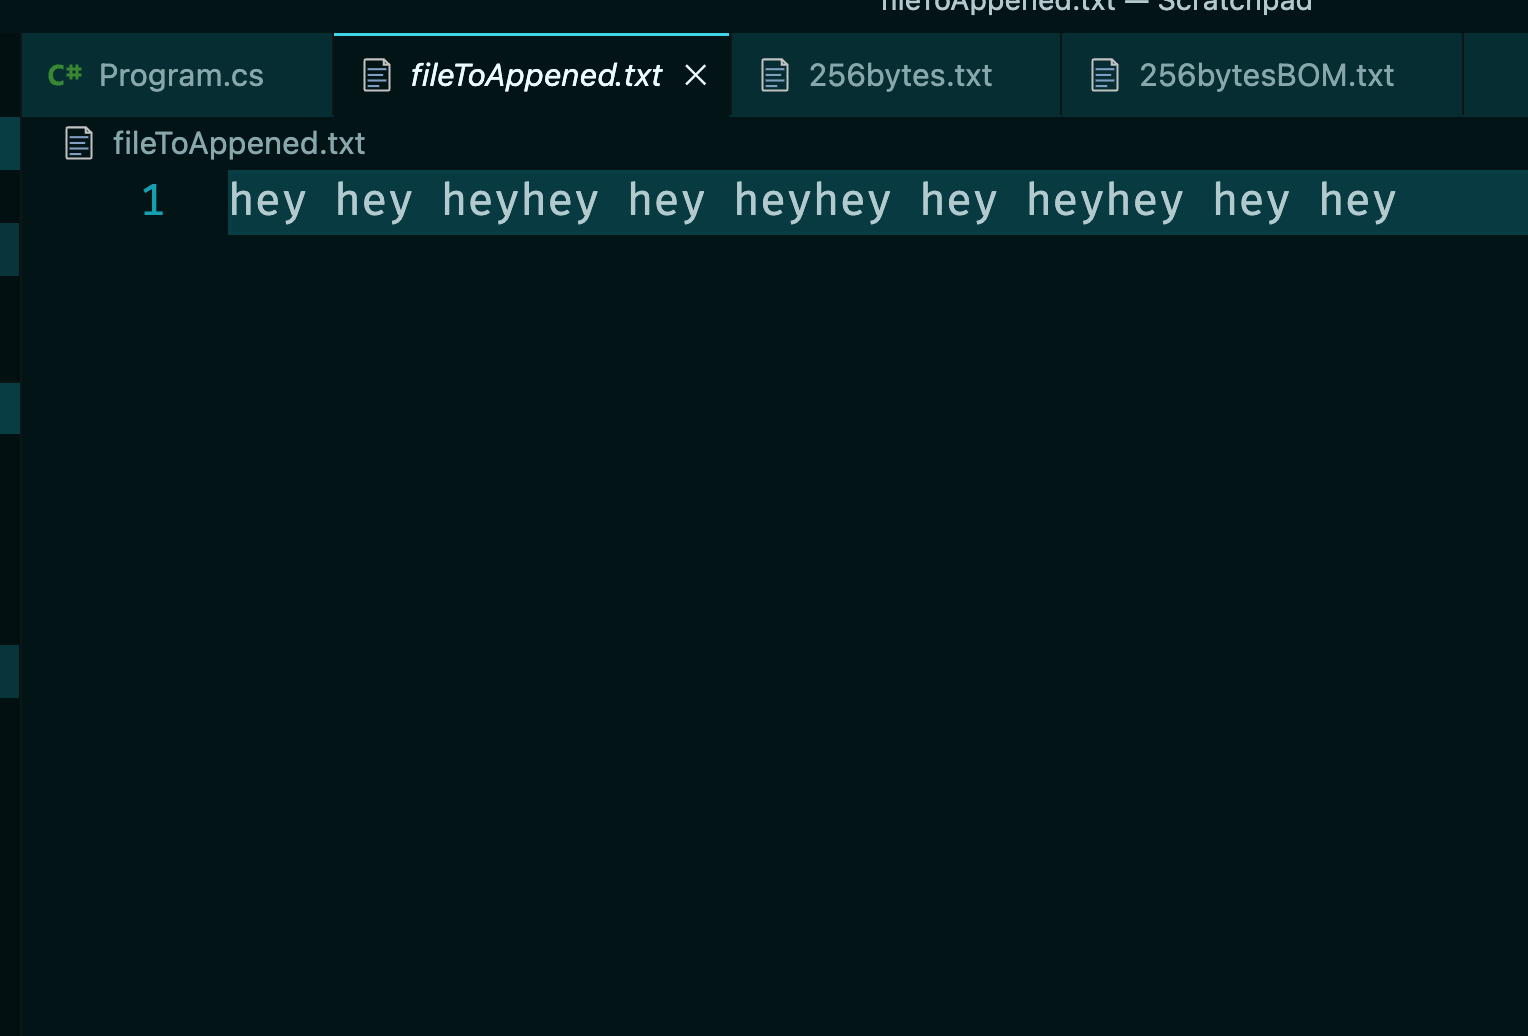 fileToAppened.txt — Scratchpad
C# Program.cs
fileToAppened.txt
256bytes.txt
256bytesBOM.txt
fileToAppened.txt
1 hey hey heyhey hey heyhey hey heyhey hey hey